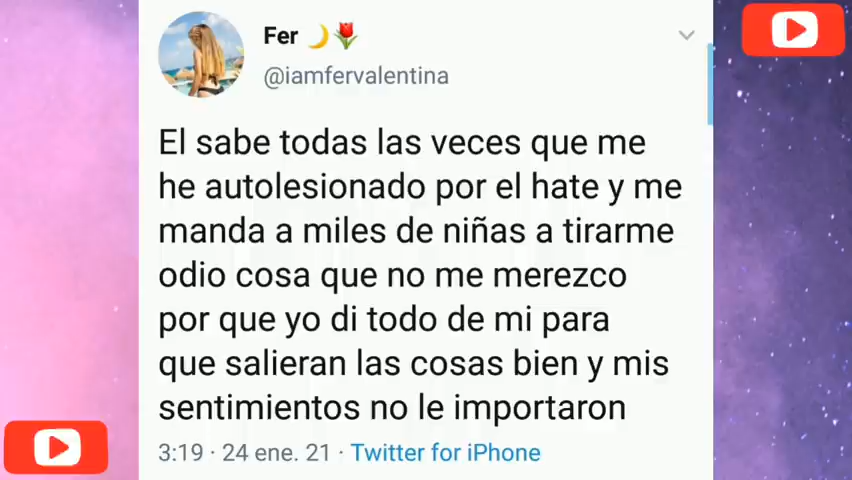 Fer 🌙🌷
@iamfervalentina
El sabe todas las veces que me
he autolesionado por el hate y me
manda a miles de niñas a tirarme
odio cosa que no me merezco
por que yo di todo de mi para
que salieran las cosas bien y mis
sentimientos no le importaron
3:19 · 24 ene. 21 · Twitter for iPhone